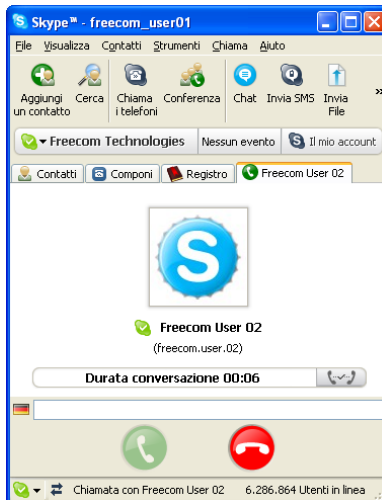 Skype™ - freecom_user01
File Visualizza Contatti Strumenti Chiama Aiuto
Aggiungi un contatto Cerca Chiama i telefoni Conferenza Chat Invia SMS Invia File »
Freecom Technologies Nessun evento Il mio account
Contatti Componi Registro Freecom User 02
S
Freecom User 02
(freecom.user.02)
Durata conversazione 00:06
Chiamata con Freecom User 02 6.286.864 Utenti in linea